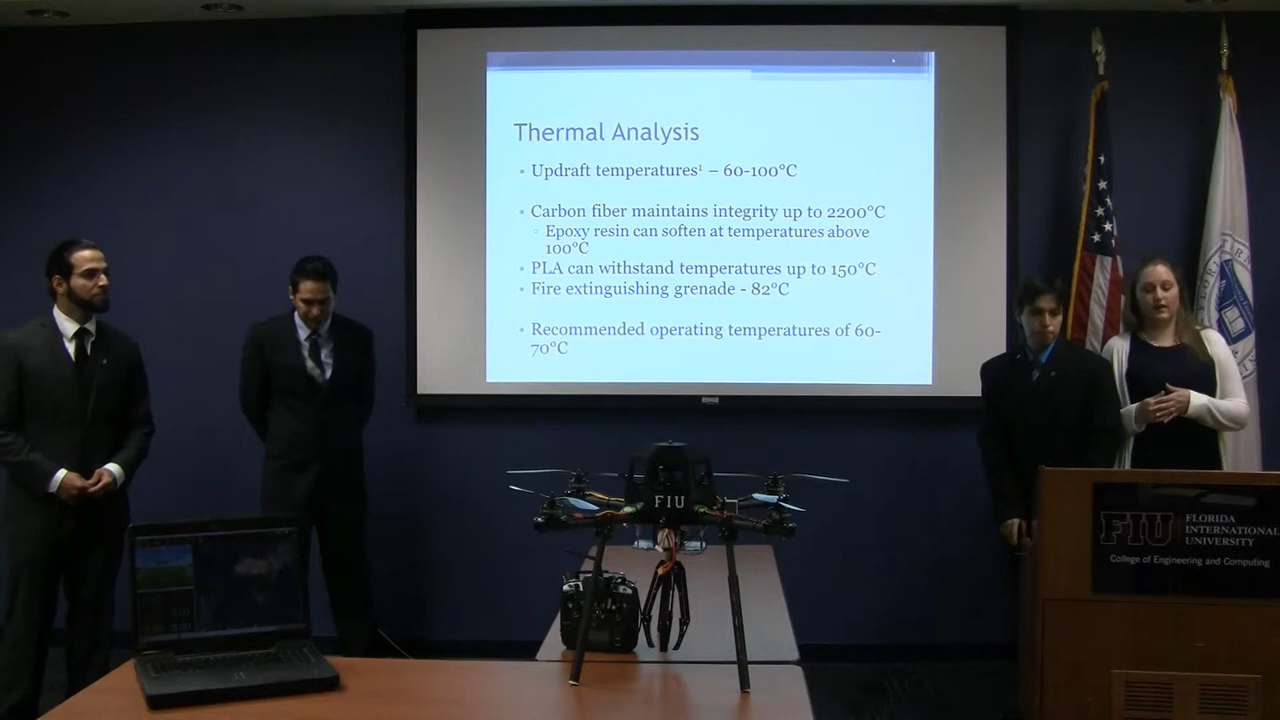 Thermal Analysis
Updraft temperatures¹ – 60-100°C
Carbon fiber maintains integrity up to 2200°C
Epoxy resin can soften at temperatures above
100°C
PLA can withstand temperatures up to 150°C
Fire extinguishing grenade - 82°C
Recommended operating temperatures of 60-
70°C
FIU
FIU
FLORIDA
INTERNATIONAL
UNIVERSITY
College of Engineering and Computing